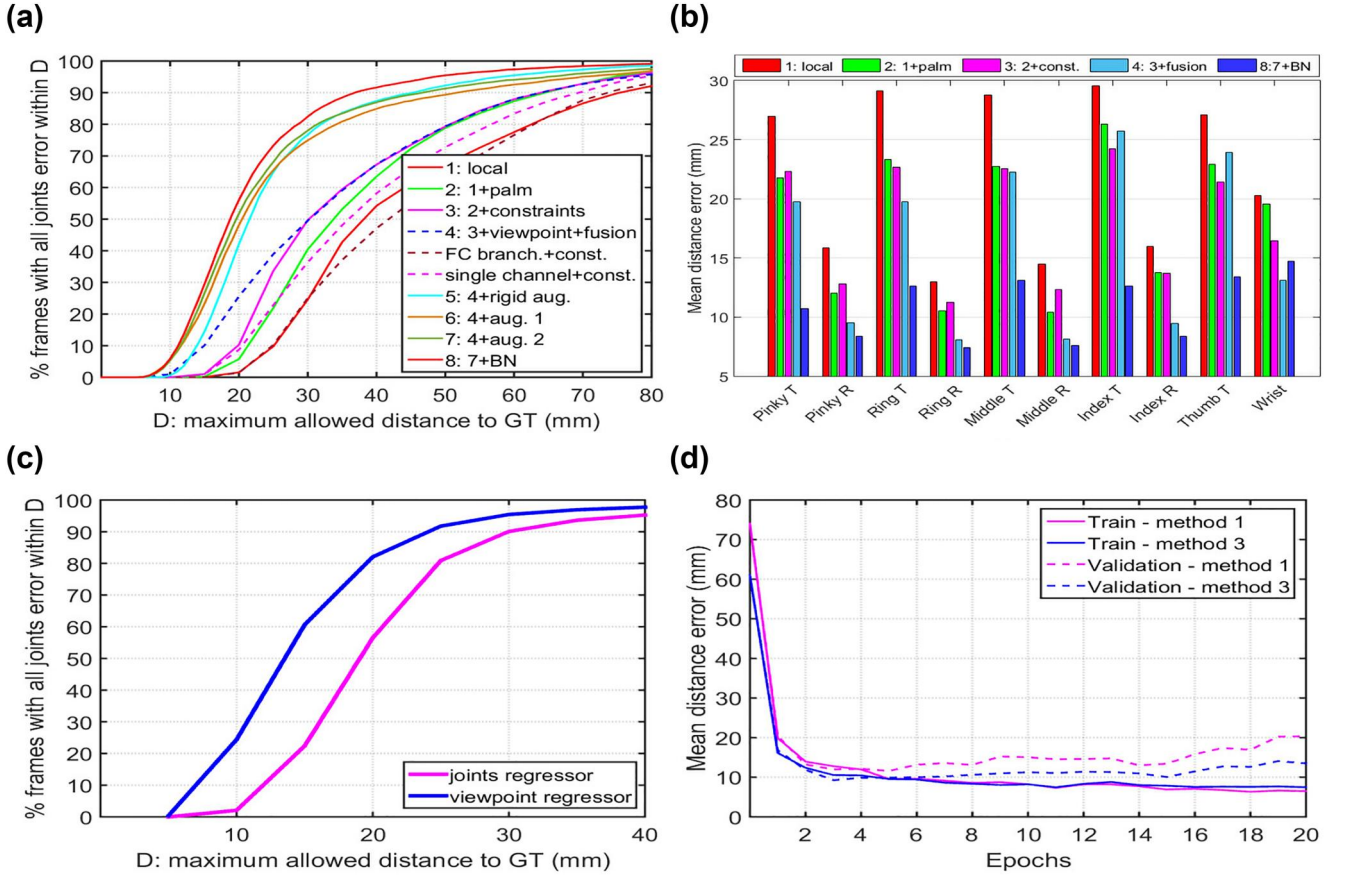 (a)
% frames with all joints error within D
100
90
80
70
60
50
40
30
20
10
0
1: local
2: 1+palm
3: 2+constraints
4: 3+viewpoint+fusion
FC branch.+const.
single channel+const.
5: 4+rigid aug.
6: 4+aug. 1
7: 4+aug. 2
8: 7+BN
10 20 30 40 50 60 70 80
D: maximum allowed distance to GT (mm)
(b)
1: local 2: 1+palm 3: 2+const. 4: 3+fusion 8:7+BN
Mean distance error (mm)
30
25
20
15
10
5
Pinky T Pinky R Ring T Ring R Middle T Middle R Index T Index R Thumb T Wrist
(c)
% frames with all joints error within D
100
90
80
70
60
50
40
30
20
10
0
joints regressor
viewpoint regressor
10 20 30 40
D: maximum allowed distance to GT (mm)
(d)
Mean distance error (mm)
80
70
60
50
40
30
20
10
0
Train - method 1
Train - method 3
Validation - method 1
Validation - method 3
2 4 6 8 10 12 14 16 18 20
Epochs